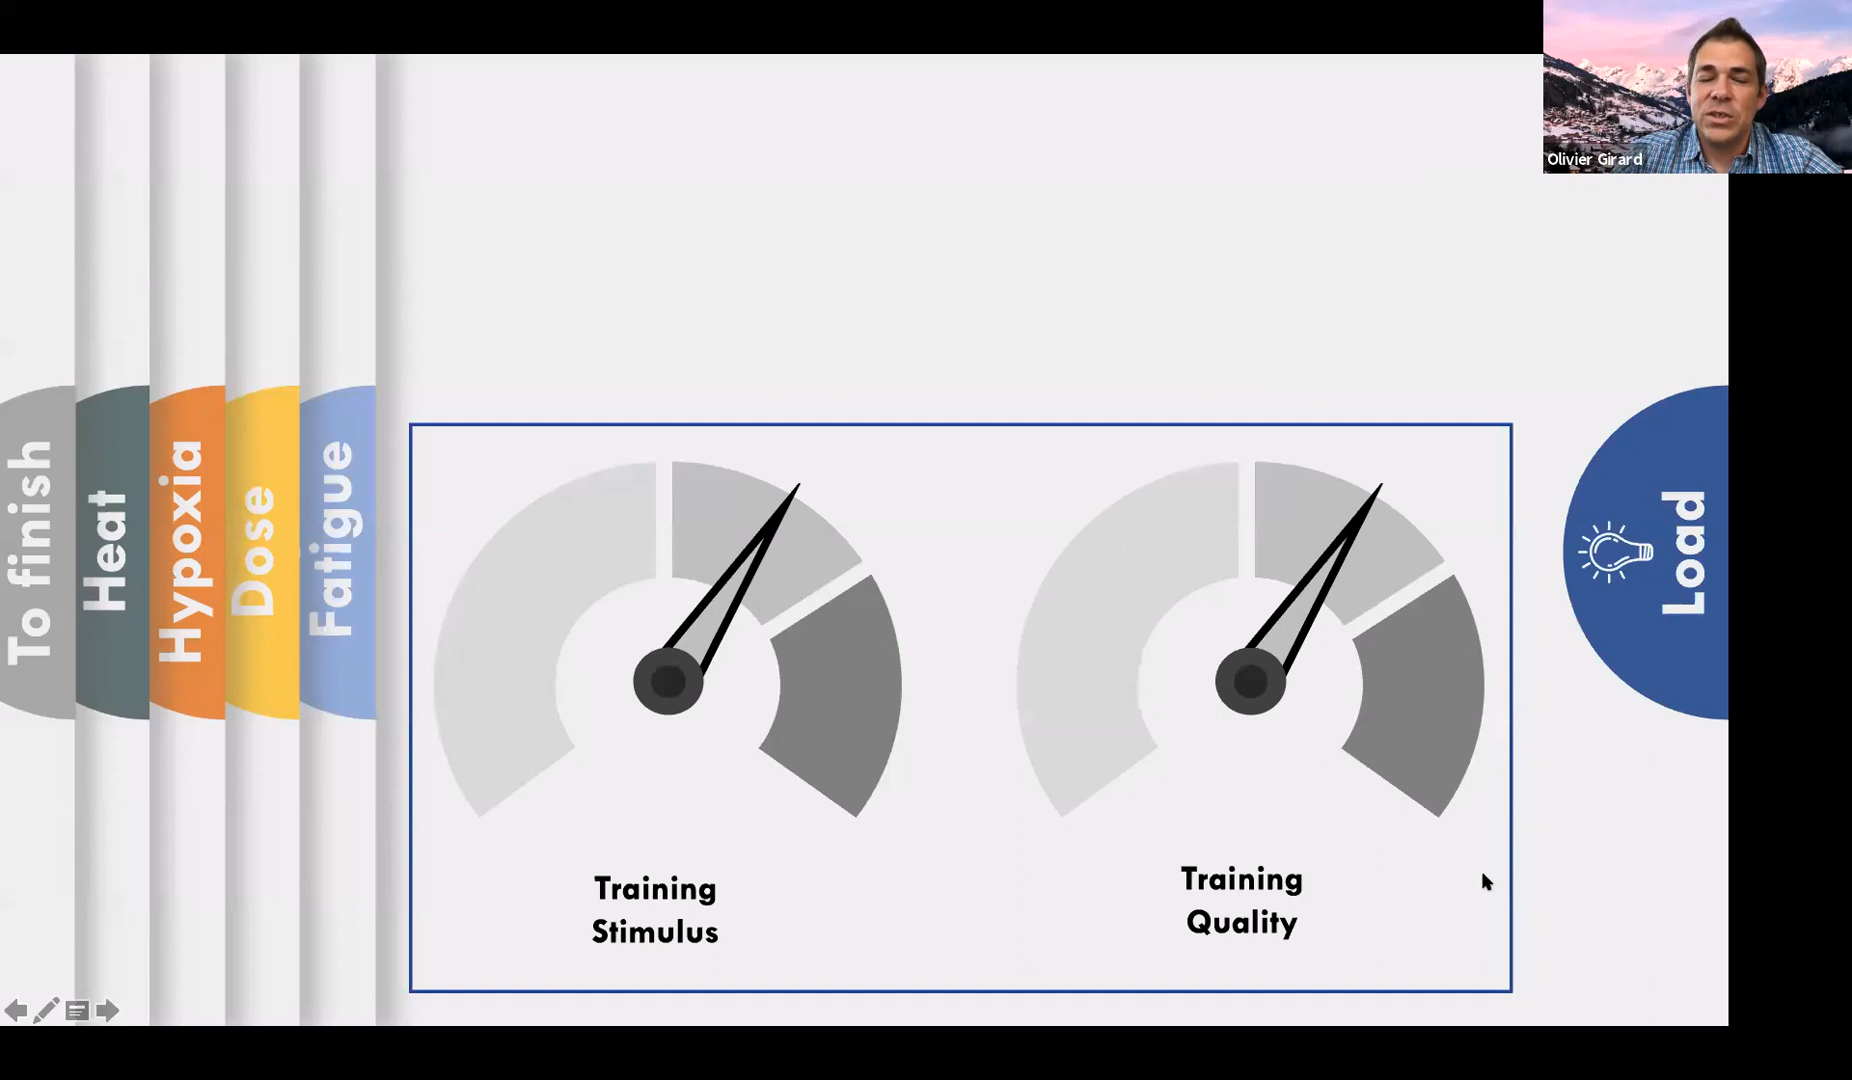 Olivier Girard
To finish
Heat
Hypoxia
Dose
Fatigue
Load
Training
Stimulus
Training
Quality